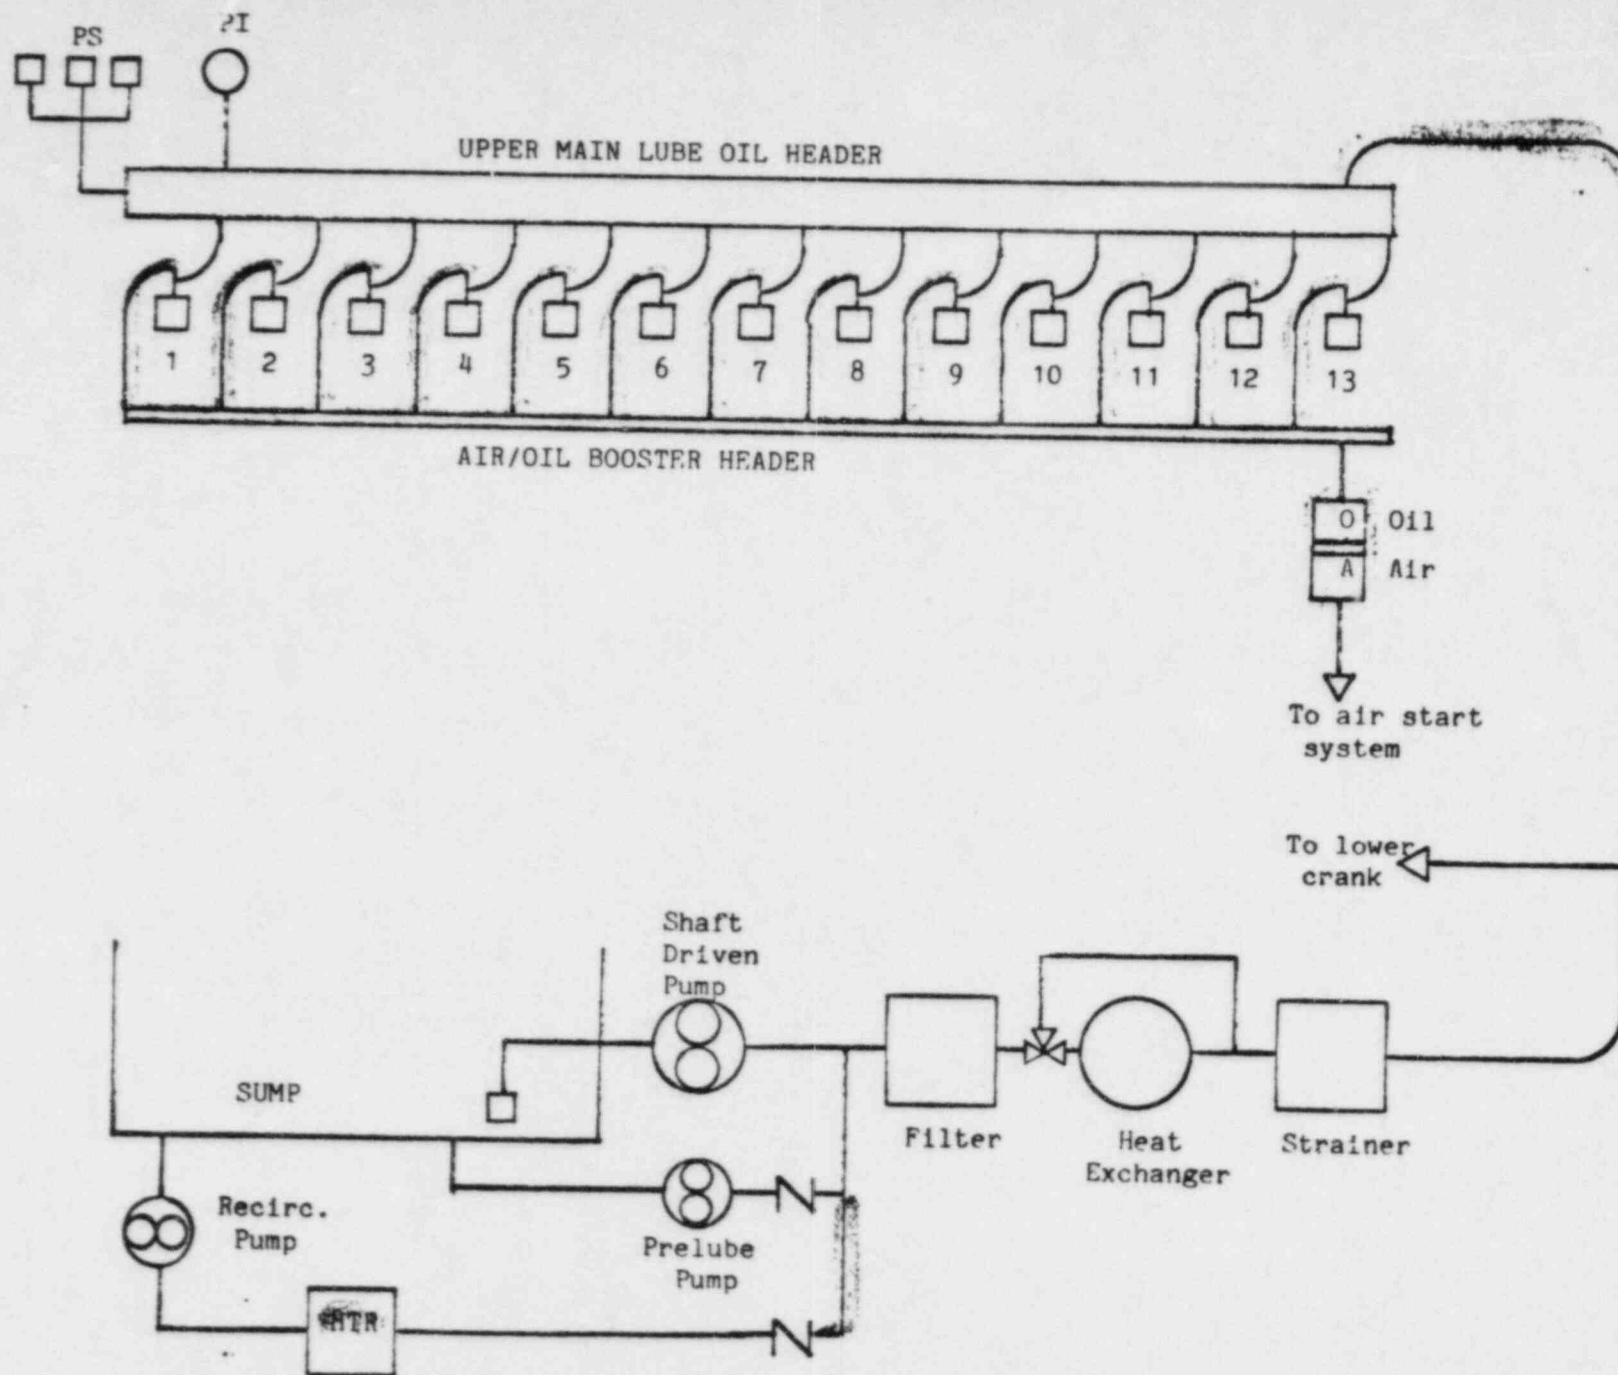 PS
PI
UPPER MAIN LUBE OIL HEADER
1 2 3 4 5 6 7 8 9 10 11 12 13
AIR/OIL BOOSTER HEADER
O Oil
A Air
To air start
system
To lower
crank
Shaft
Driven
Pump
SUMP
Filter
Heat
Exchanger
Strainer
Recirc.
Pump
Prelube
Pump
HTR